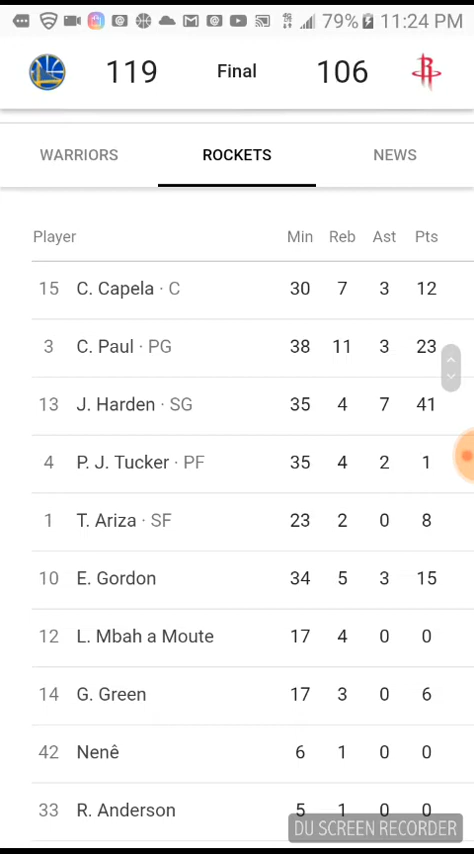 79% 11:24 PM
119 Final 106
WARRIORS ROCKETS NEWS
Player Min Reb Ast Pts
15 C. Capela · C 30 7 3 12
3 C. Paul · PG 38 11 3 23
13 J. Harden · SG 35 4 7 41
4 P. J. Tucker · PF 35 4 2 1
1 T. Ariza · SF 23 2 0 8
10 E. Gordon 34 5 3 15
12 L. Mbah a Moute 17 4 0 0
14 G. Green 17 3 0 6
42 Nenê 6 1 0 0
33 R. Anderson 5 1 0 0
DU SCREEN RECORDER